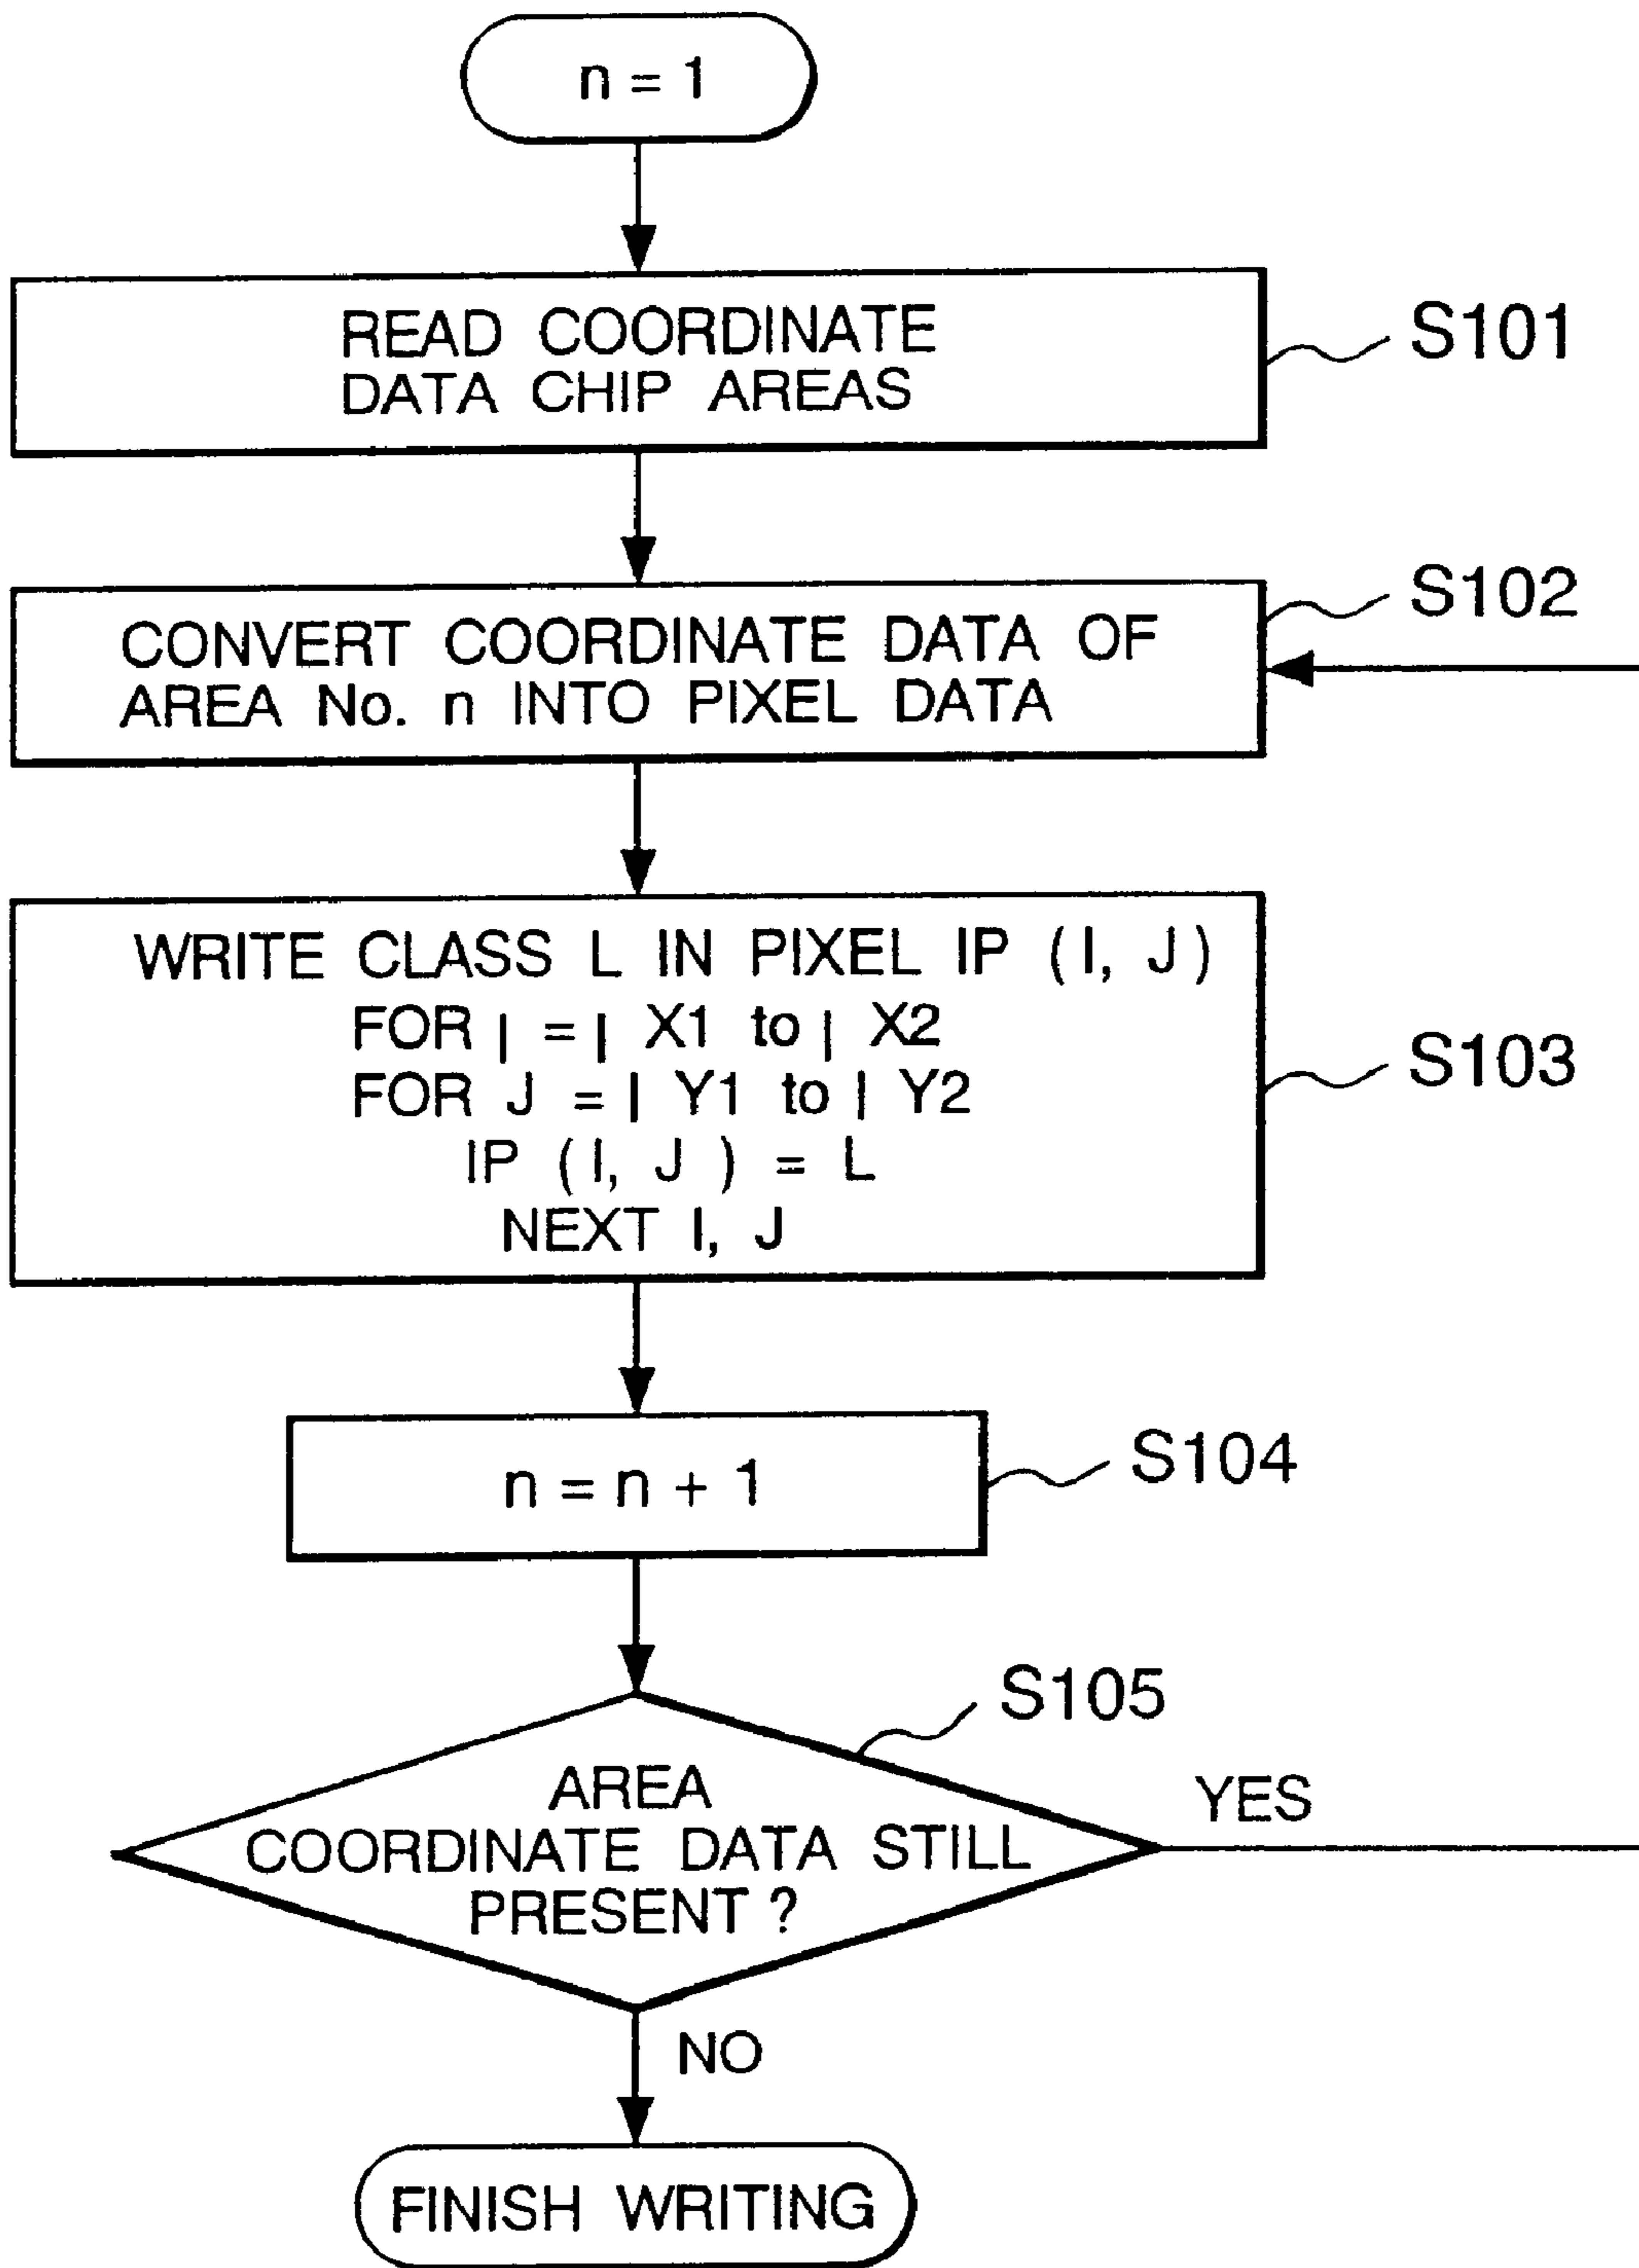 n = 1
READ COORDINATE
DATA CHIP AREAS
S101
CONVERT COORDINATE DATA OF
AREA No. n INTO PIXEL DATA
S102
WRITE CLASS L IN PIXEL IP ( I, J )
FOR I = I X1 to I X2
FOR J = I Y1 to I Y2
IP ( I, J ) = L
NEXT I, J
S103
n = n + 1
S104
S105
AREA
COORDINATE DATA STILL
PRESENT ?
YES
NO
FINISH WRITING